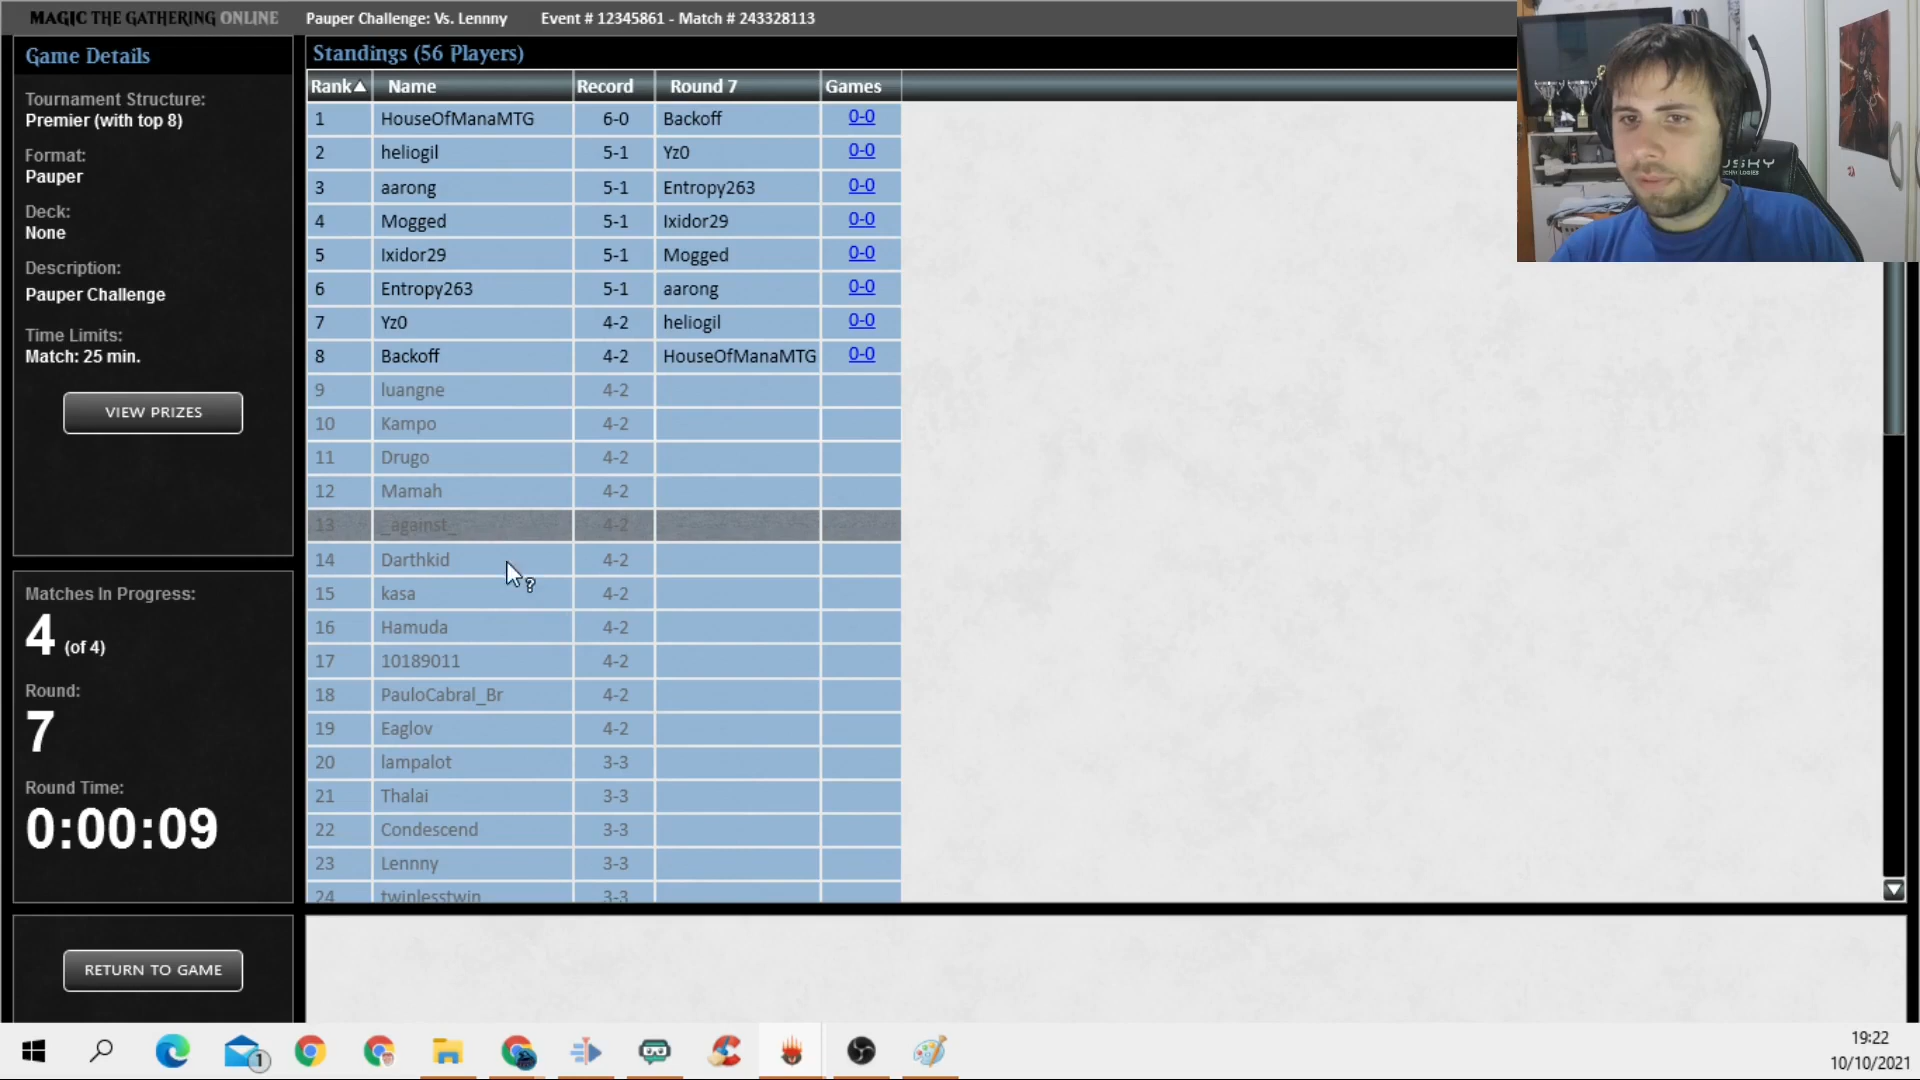 MAGIC THE GATHERING ONLINE Pauper Challenge: Vs. Lennny Event # 12345861 - Match # 243328113
Game Details
Tournament Structure:
Premier (with top 8)
Format:
Pauper
Deck:
None
Description:
Pauper Challenge
Time Limits:
Match: 25 min.
VIEW PRIZES
Matches In Progress:
4 (of 4)
Round:
7
Round Time:
0:00:09
RETURN TO GAME
Standings (56 Players)
Rank Name Record Round 7 Games
1 HouseOfManaMTG 6-0 Backoff 0-0
2 heliogil 5-1 Yz0 0-0
3 aarong 5-1 Entropy263 0-0
4 Mogged 5-1 Ixidor29 0-0
5 Ixidor29 5-1 Mogged 0-0
6 Entropy263 5-1 aarong 0-0
7 Yz0 4-2 heliogil 0-0
8 Backoff 4-2 HouseOfManaMTG 0-0
9 luangne 4-2
10 Kampo 4-2
11 Drugo 4-2
12 Mamah 4-2
13 _against_ 4-2
14 Darthkid 4-2
15 kasa 4-2
16 Hamuda 4-2
17 10189011 4-2
18 PauloCabral_Br 4-2
19 Eaglov 4-2
20 lampalot 3-3
21 Thalai 3-3
22 Condescend 3-3
23 Lennny 3-3
24 twinlesstwin 3-3
1
19:22
10/10/2021